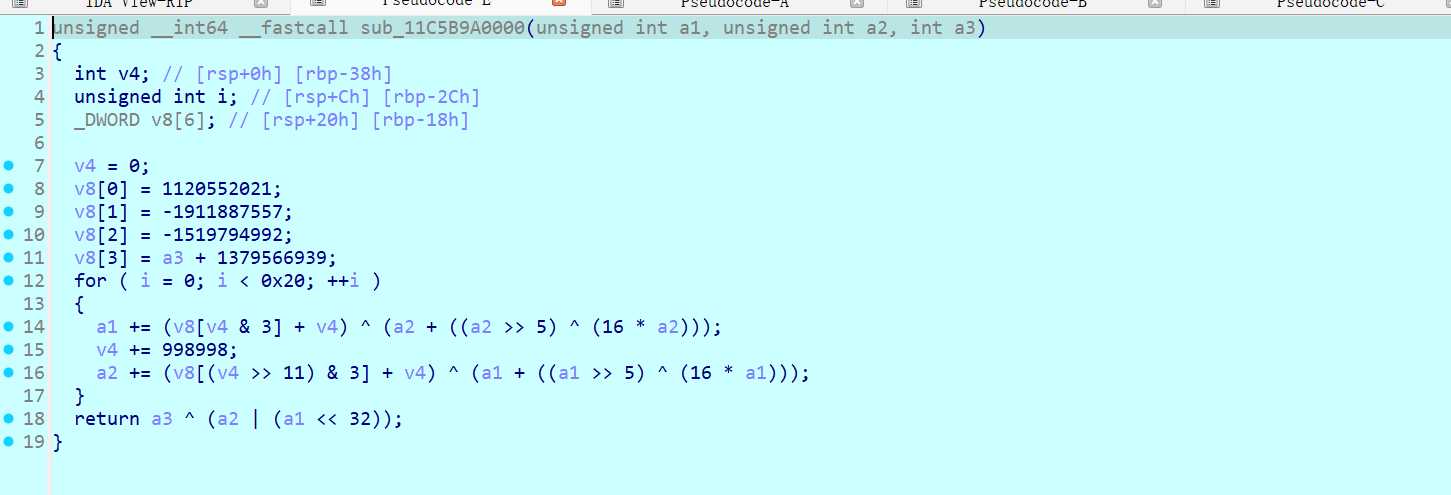 IDA View-RIP Pseudocode-E Pseudocode-A Pseudocode-B Pseudocode-C
1 unsigned __int64 __fastcall sub_11C5B9A0000(unsigned int a1, unsigned int a2, int a3)
2 {
3 int v4; // [rsp+0h] [rbp-38h]
4 unsigned int i; // [rsp+Ch] [rbp-2Ch]
5 _DWORD v8[6]; // [rsp+20h] [rbp-18h]
6
7 v4 = 0;
8 v8[0] = 1120552021;
9 v8[1] = -1911887557;
10 v8[2] = -1519794992;
11 v8[3] = a3 + 1379566939;
12 for ( i = 0; i < 0x20; ++i )
13 {
14 a1 += (v8[v4 & 3] + v4) ^ (a2 + ((a2 >> 5) ^ (16 * a2)));
15 v4 += 998998;
16 a2 += (v8[(v4 >> 11) & 3] + v4) ^ (a1 + ((a1 >> 5) ^ (16 * a1)));
17 }
18 return a3 ^ (a2 | (a1 << 32));
19 }